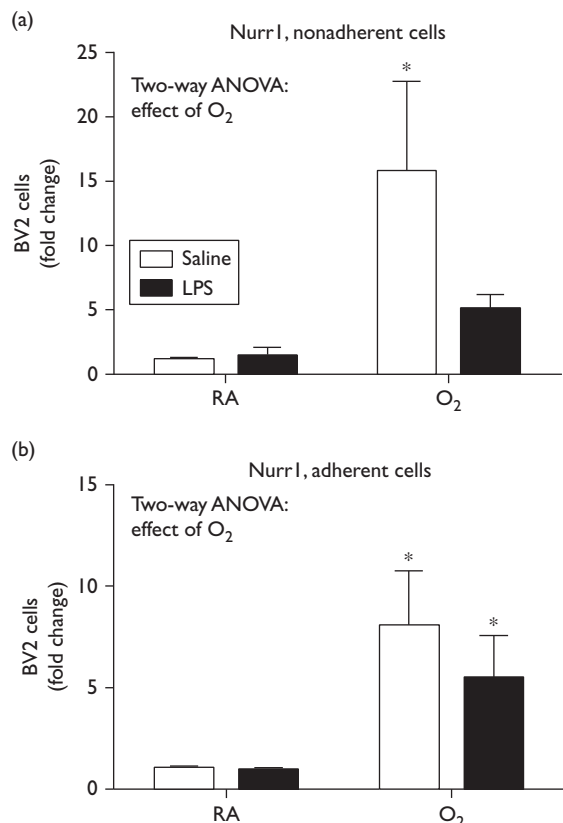 (a)
Nurr1, nonadherent cells
Two-way ANOVA:
effect of O₂
BV2 cells
(fold change)
25
20
15
10
5
0
Saline
LPS
*
RA
O₂
(b)
Nurr1, adherent cells
Two-way ANOVA:
effect of O₂
BV2 cells
(fold change)
15
10
5
0
*
*
RA
O₂